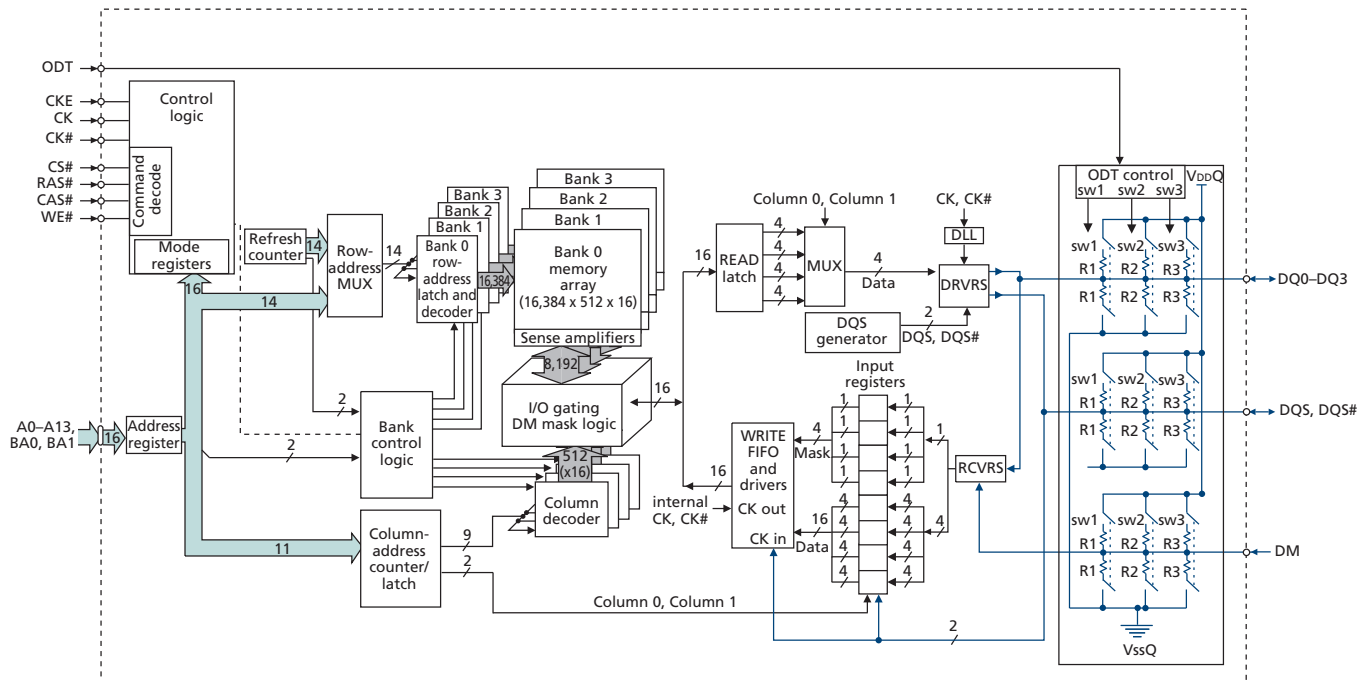 ODT
CKE
CK
CK#
CS#
RAS#
CAS#
WE#
Control
logic
Command
decode
Mode
registers
16
Refresh
counter
14
Row-
address
MUX
14
14
A0–A13,
BA0, BA1
16
Address
register
2
2
Bank
control
logic
11
Column-
address
counter/
latch
9
2
Bank 3
Bank 2
Bank 1
Bank 0
row-
address
latch and
decoder
16,384
Bank 3
Bank 2
Bank 1
Bank 0
memory
array
(16,384 x 512 x 16)
Sense amplifiers
8,192
I/O gating
DM mask logic
16
512
(x16)
Column
decoder
Column 0, Column 1
16
READ
latch
4
4
4
4
Column 0, Column 1
MUX
4
Data
CK, CK#
DLL
DRVRS
DQS
generator
2
DQS, DQS#
Input
registers
1
1
1
1
1
1
1
1
1
4
4
4
4
4
4
4
4
4
4
Mask
16
Data
WRITE
FIFO
and
drivers
CK out
CK in
16
internal
CK, CK#
RCVRS
2
ODT control
VDDQ
sw1
sw2
sw3
sw1
sw2
sw3
R1
R2
R3
R1
R2
R3
sw1
sw2
sw3
R1
R2
R3
R1
R2
R3
sw1
sw2
sw3
R1
R2
R3
R1
R2
R3
VssQ
DQ0–DQ3
DQS, DQS#
DM